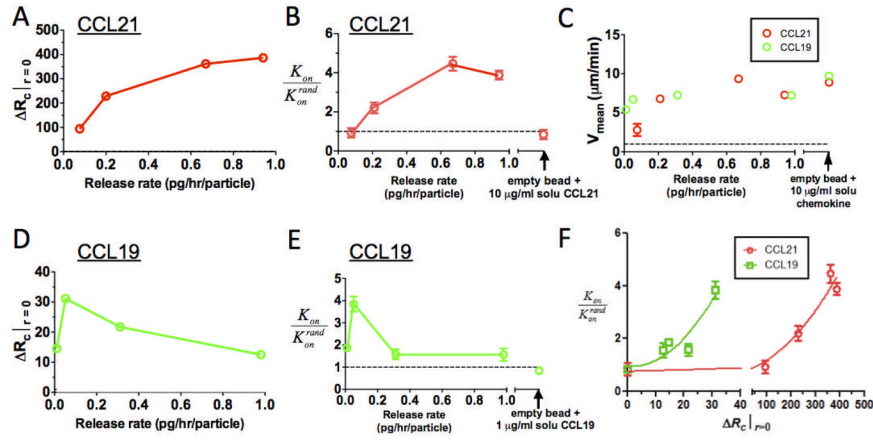 A
CCL21
ΔR_c|_{r=0}
500
400
300
200
100
0
0.0
0.2
0.4
0.6
0.8
1.0
Release rate (pg/hr/particle)
B
CCL21
K_on
K_on^rand
6
4
2
0
0.0
0.2
0.4
0.6
0.8
1.0
Release rate
(pg/hr/particle)
empty bead +
10 μg/ml solu CCL21
C
CCL21
CCL19
V_mean (μm/min)
15
10
5
0
0.0
0.2
0.4
0.6
0.8
1.0
Release rate
(pg/hr/particle)
empty bead +
10 μg/ml solu
chemokine
D
CCL19
ΔR_c|_{r=0}
40
30
20
10
0
0.0
0.2
0.4
0.6
0.8
1.0
Release rate (pg/hr/particle)
E
CCL19
K_on
K_on^rand
5
4
3
2
1
0
0.0
0.2
0.4
0.6
0.8
1.0
Release rate
(pg/hr/particle)
empty bead +
1 μg/ml solu CCL19
F
CCL21
CCL19
K_on
K_on^rand
6
4
2
0
0
10
20
30
40
100
200
300
400
500
ΔR_c|_{r=0}